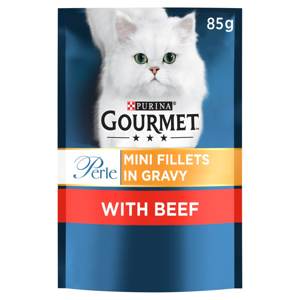 85g
PURINA
GOURMET
Perle
MINI FILLETS
IN GRAVY
WITH BEEF